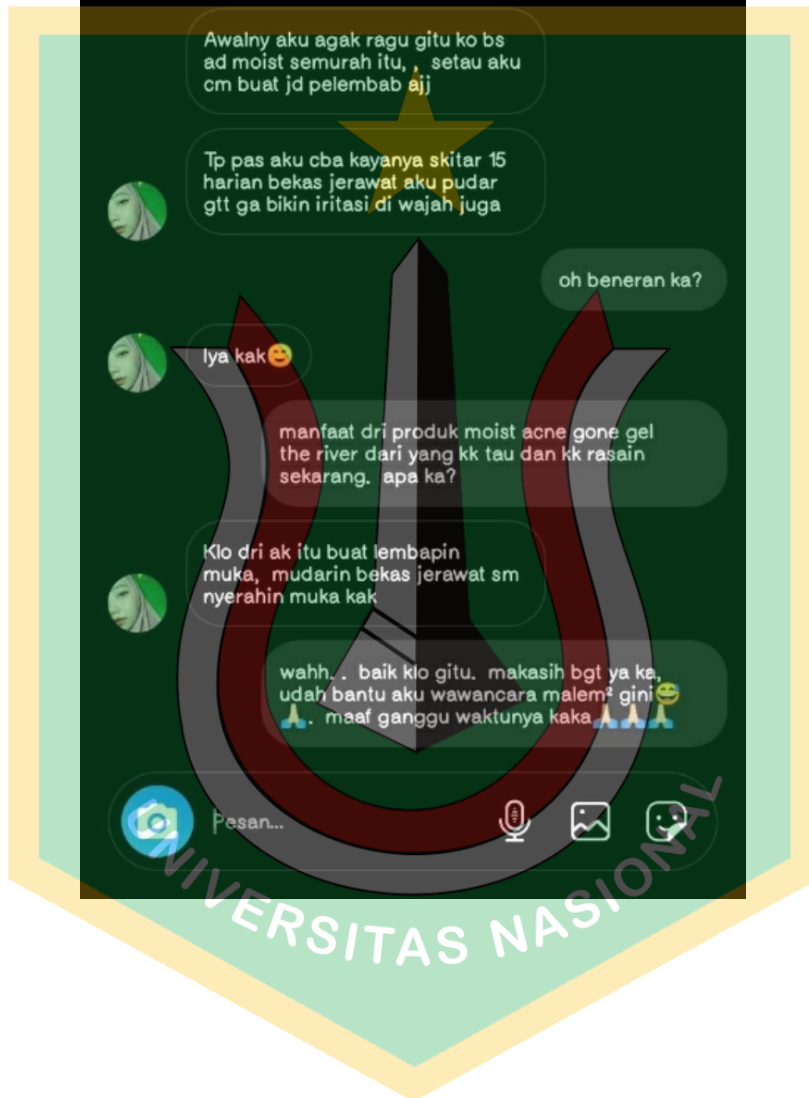 Awalny aku agak ragu gitu ko bs
ad moist semurah itu, , setau aku
cm buat jd pelembab ajj
Tp pas aku cba kayanya skitar 15
harian bekas jerawat aku pudar
gtt ga bikin iritasi di wajah juga
oh beneran ka?
Iya kak😊
manfaat dri produk moist acne gone gel
the river dari yang kk tau dan kk rasain
sekarang. apa ka?
Klo dri ak itu buat lembapin
muka, mudarin bekas jerawat sm
nyerahin muka kak
wahh. . baik klo gitu. makasih bgt ya ka,
udah bantu aku wawancara malem² gini😅
🙏. maaf ganggu waktunya kaka🙏🙏🙏
Pesan...
UNIVERSITAS NASIONAL